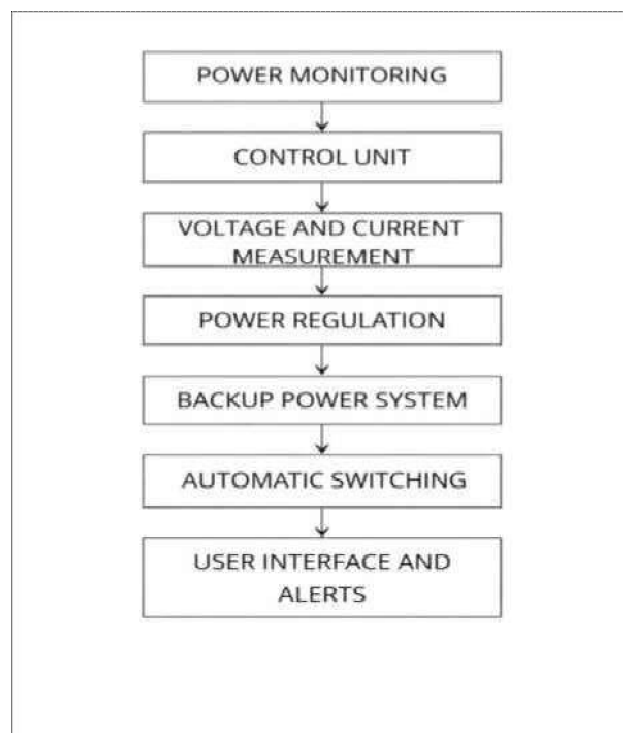 POWER MONITORING
CONTROL UNIT
VOLTAGE AND CURRENT
MEASUREMENT
POWER REGULATION
BACKUP POWER SYSTEM
AUTOMATIC SWITCHING
USER INTERFACE AND
ALERTS